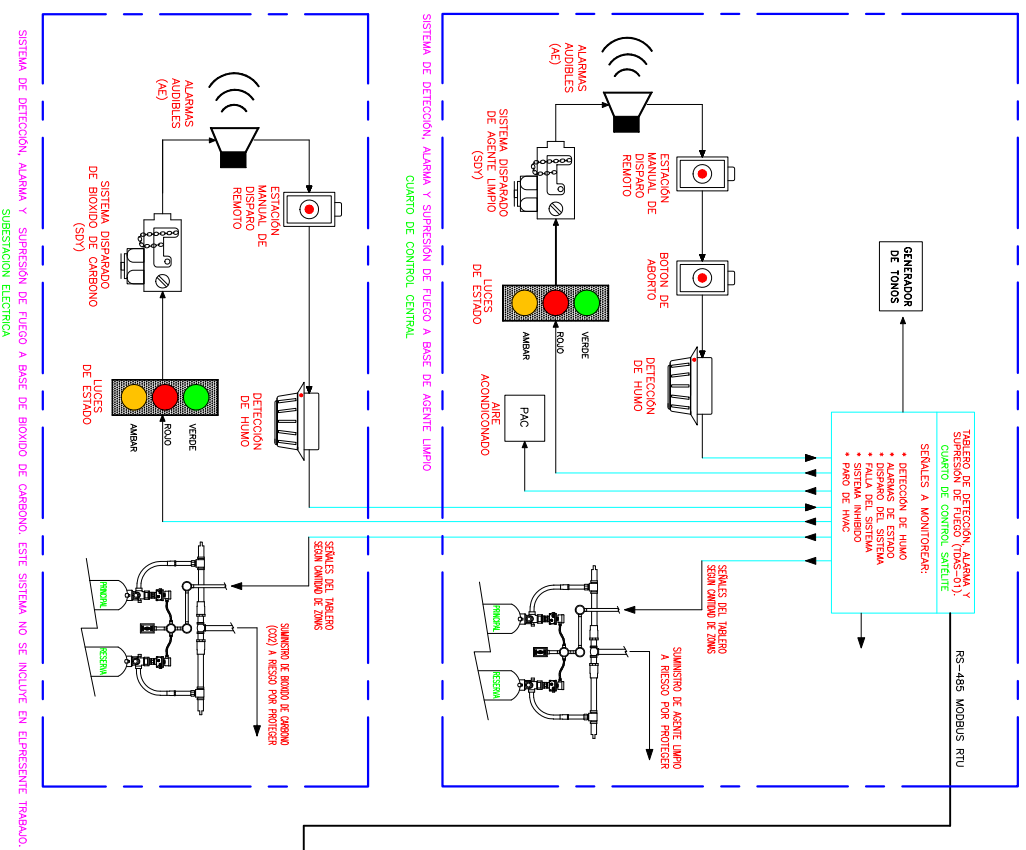 TABLERO DE DETECCIÓN, ALARMA Y
SUPRESIÓN DE FUEGO (TDAS-01).
CUARTO DE CONTROL SATÉLITE
SEÑALES A MONITOREAR:
* DETECCIÓN DE HUMO
* ALARMAS DE ESTADO
* DISPARO DEL SISTEMA
* FALLA DEL SISTEMA
* SISTEMA INHIBIDO
* PARO DE HVAC
RS-485 MODBUS RTU
GENERADOR
DE TONOS
ALARMAS
AUDIBLES
(AE)
ESTACIÓN
MANUAL DE
DISPARO
REMOTO
BOTON DE
ABORTO
DETECCIÓN
DE HUMO
SISTEMA DISPARADO
DE AGENTE LIMPIO
(SDY)
LUCES
DE ESTADO
VERDE
ROJO
AMBAR
PAC
AIRE
ACONDICONADO
SEÑALES DEL TABLERO
SEGUN CANTIDAD DE ZONAS
SUMINISTRO DE AGENTE LIMPIO
A RIESGO POR PROTEGER
PRINCIPAL
RESERVA
SISTEMA DE DETECCIÓN, ALARMA Y SUPRESIÓN DE FUEGO A BASE DE AGENTE LIMPIO
CUARTO DE CONTROL CENTRAL
ALARMAS
AUDIBLES
(AE)
ESTACIÓN
MANUAL DE
DISPARO
REMOTO
DETECCIÓN
DE HUMO
SISTEMA DISPARADO
DE BIOXIDO DE CARBONO
(SDY)
LUCES
DE ESTADO
VERDE
ROJO
AMBAR
SEÑALES DEL TABLERO
SEGUN CANTIDAD DE ZONAS
SUMINISTRO DE BIOXIDO DE CARBONO
(CO2) A RIESGO POR PROTEGER
PRINCIPAL
RESERVA
SISTEMA DE DETECCIÓN, ALARMA Y SUPRESIÓN DE FUEGO A BASE DE BIOXIDO DE CARBONO. ESTE SISTEMA NO SE INCLUYE EN ELPRESENTE TRABAJO.
SUBESTACION ELECTRICA